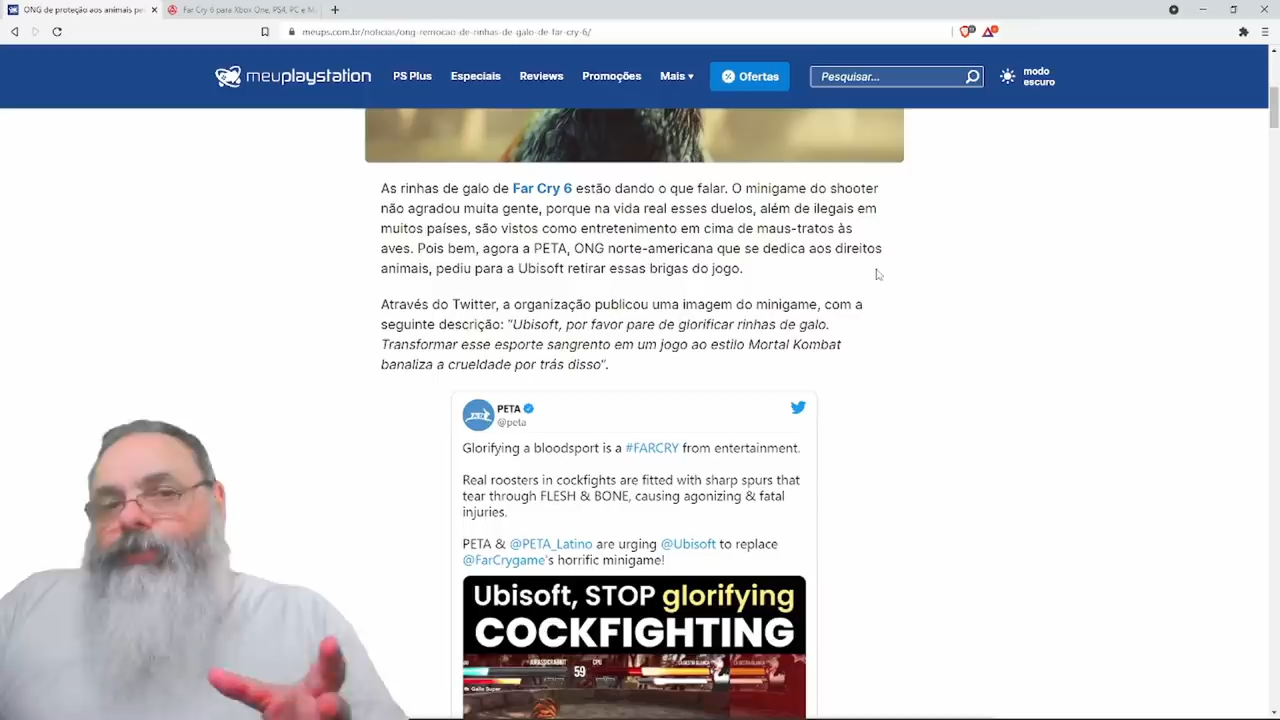 ONG de proteção aos animais pe
Far Cry 6 para Xbox One, PS4, PC e M
meups.com.br/noticias/ong-remocao-de-rinhas-de-galo-de-far-cry-6/
meuplaystation
PS Plus
Especiais
Reviews
Promoções
Mais
Ofertas
Pesquisar...
modo
escuro
As rinhas de galo de Far Cry 6 estão dando o que falar. O minigame do shooter
não agradou muita gente, porque na vida real esses duelos, além de ilegais em
muitos países, são vistos como entretenimento em cima de maus-tratos às
aves. Pois bem, agora a PETA, ONG norte-americana que se dedica aos direitos
animais, pediu para a Ubisoft retirar essas brigas do jogo.
Através do Twitter, a organização publicou uma imagem do minigame, com a
seguinte descrição: “Ubisoft, por favor pare de glorificar rinhas de galo.
Transformar esse esporte sangrento em um jogo ao estilo Mortal Kombat
banaliza a crueldade por trás disso”.
PETA
@peta
Glorifying a bloodsport is a #FARCRY from entertainment.
Real roosters in cockfights are fitted with sharp spurs that
tear through FLESH & BONE, causing agonizing & fatal
injuries.
PETA & @PETA_Latino are urging @Ubisoft to replace
@FarCrygame's horrific minigame!
Ubisoft, STOP glorifying
COCKFIGHTING
59
CPU
Gallo Super